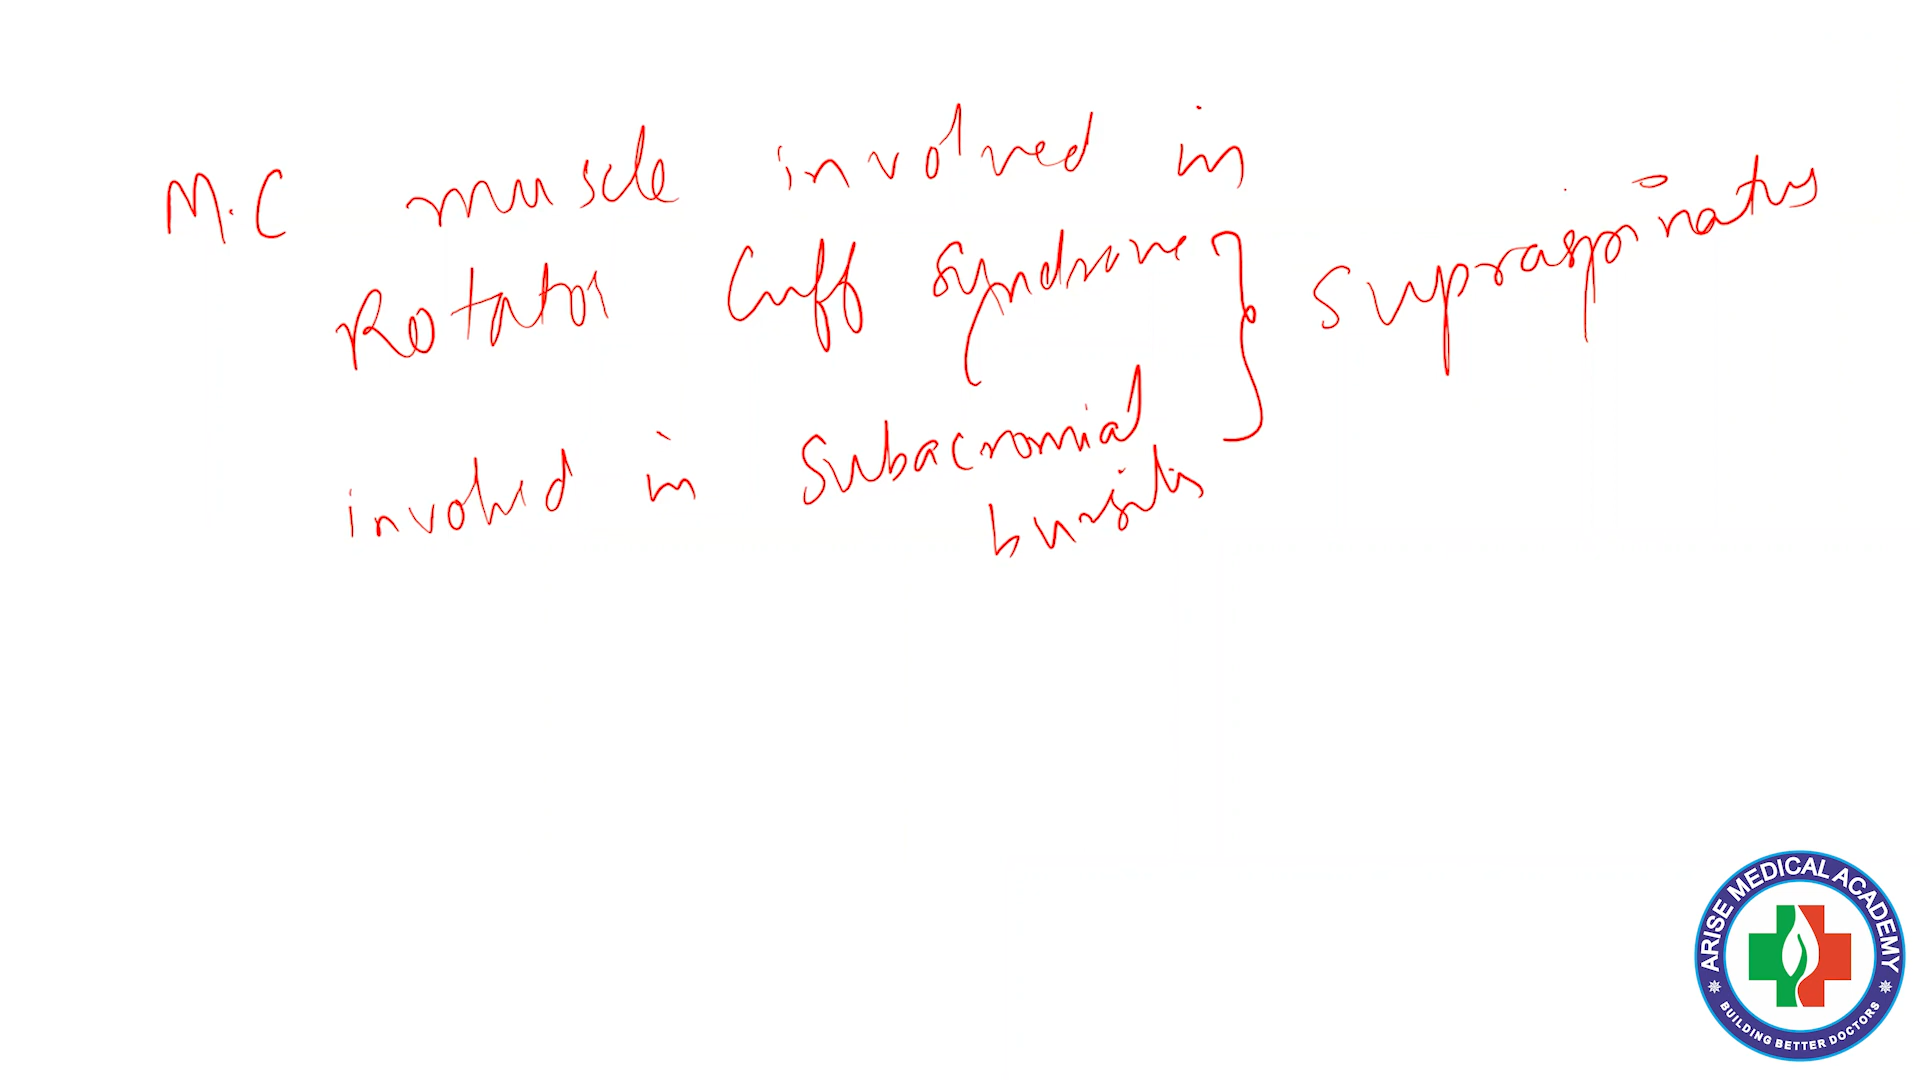 M.C muscle involved in
Rotator Cuff Syndrome
involved in Subacromial
bursitis
Supraspinatus
ARISE MEDICAL ACADEMY
BUILDING BETTER DOCTORS